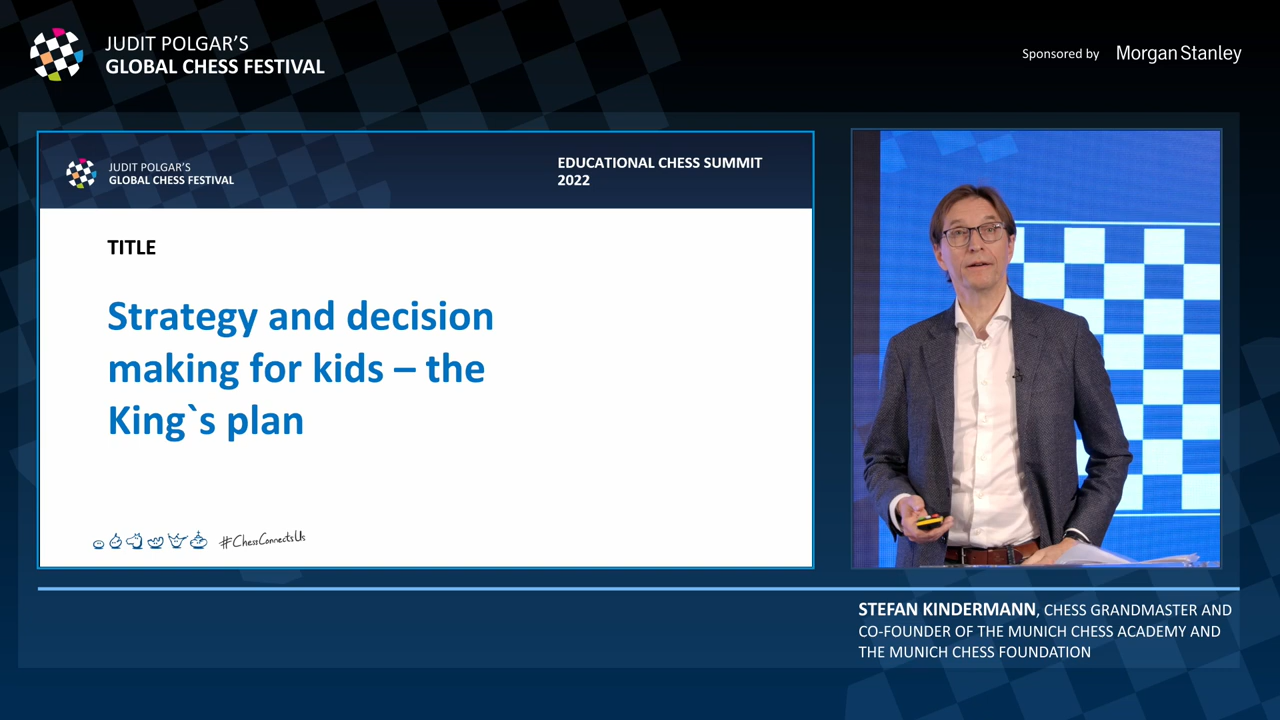 JUDIT POLGAR'S
GLOBAL CHESS FESTIVAL
Sponsored by Morgan Stanley
JUDIT POLGAR'S
GLOBAL CHESS FESTIVAL
EDUCATIONAL CHESS SUMMIT
2022
TITLE
Strategy and decision
making for kids – the
King`s plan
#ChessConnectsUs
STEFAN KINDERMANN, CHESS GRANDMASTER AND
CO-FOUNDER OF THE MUNICH CHESS ACADEMY AND
THE MUNICH CHESS FOUNDATION